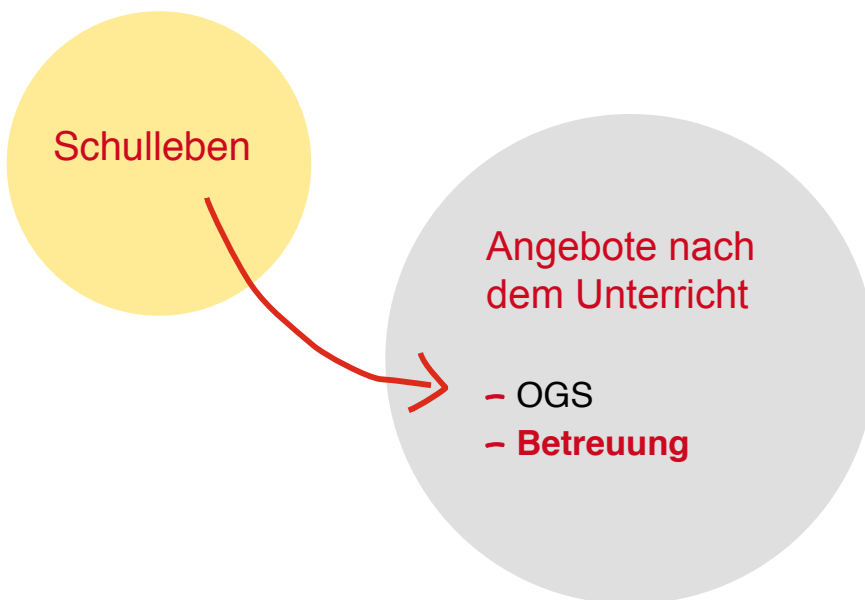 Schulleben
Angebote nach
dem Unterricht
– OGS
– Betreuung